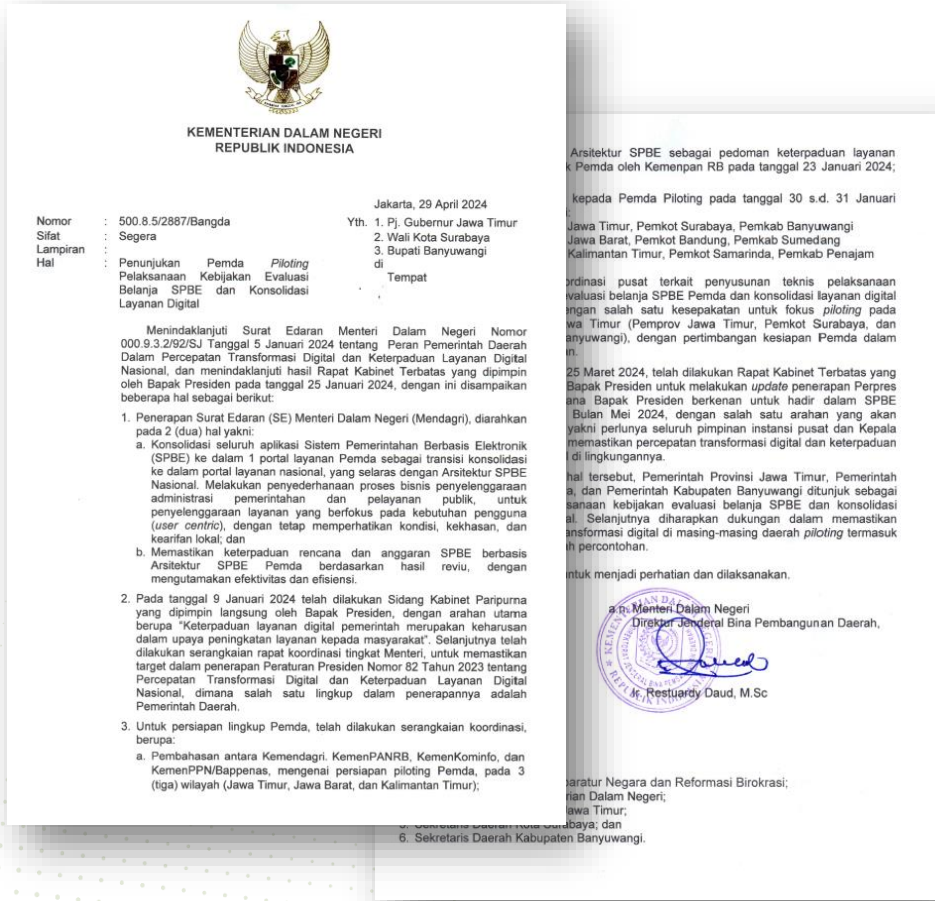 KEMENTERIAN DALAM NEGERI
REPUBLIK INDONESIA
Jakarta, 29 April 2024
Nomor : 500.8.5/2887/Bangda
Sifat : Segera
Lampiran :
Hal : Penunjukan Pemda Piloting
Pelaksanaan Kebijakan Evaluasi
Belanja SPBE dan Konsolidasi
Layanan Digital
Yth. 1. Pj. Gubernur Jawa Timur
2. Wali Kota Surabaya
3. Bupati Banyuwangi
di
Tempat
Menindaklanjuti Surat Edaran Menteri Dalam Negeri Nomor
000.9.3.2/92/SJ Tanggal 5 Januari 2024 tentang Peran Pemerintah Daerah
Dalam Percepatan Transformasi Digital dan Keterpaduan Layanan Digital
Nasional, dan menindaklanjuti hasil Rapat Kabinet Terbatas yang dipimpin
oleh Bapak Presiden pada tanggal 25 Januari 2024, dengan ini disampaikan
beberapa hal sebagai berikut:
1. Penerapan Surat Edaran (SE) Menteri Dalam Negeri (Mendagri), diarahkan
pada 2 (dua) hal yakni:
a. Konsolidasi seluruh aplikasi Sistem Pemerintahan Berbasis Elektronik
(SPBE) ke dalam 1 portal layanan Pemda sebagai transisi konsolidasi
ke dalam portal layanan nasional, yang selaras dengan Arsitektur SPBE
Nasional. Melakukan penyederhanaan proses bisnis penyelenggaraan
administrasi pemerintahan dan pelayanan publik, untuk
penyelenggaraan layanan yang berfokus pada kebutuhan pengguna
(user centric), dengan tetap memperhatikan kondisi, kekhasan, dan
kearifan lokal; dan
b. Memastikan keterpaduan rencana dan anggaran SPBE berbasis
Arsitektur SPBE Pemda berdasarkan hasil reviu, dengan
mengutamakan efektivitas dan efisiensi.
2. Pada tanggal 9 Januari 2024 telah dilakukan Sidang Kabinet Paripurna
yang dipimpin langsung oleh Bapak Presiden, dengan arahan utama
berupa “Keterpaduan layanan digital pemerintah merupakan keharusan
dalam upaya peningkatan layanan kepada masyarakat”. Selanjutnya telah
dilakukan serangkaian rapat koordinasi tingkat Menteri, untuk memastikan
target dalam penerapan Peraturan Presiden Nomor 82 Tahun 2023 tentang
Percepatan Transformasi Digital dan Keterpaduan Layanan Digital
Nasional, dimana salah satu lingkup dalam penerapannya adalah
Pemerintah Daerah.
3. Untuk persiapan lingkup Pemda, telah dilakukan serangkaian koordinasi,
berupa:
a. Pembahasan antara Kemendagri. KemenPANRB, KemenKominfo, dan
KemenPPN/Bappenas, mengenai persiapan piloting Pemda, pada 3
(tiga) wilayah (Jawa Timur, Jawa Barat, dan Kalimantan Timur);
Arsitektur SPBE sebagai pedoman keterpaduan layanan
Pemda oleh Kemenpan RB pada tanggal 23 Januari 2024;
kepada Pemda Piloting pada tanggal 30 s.d. 31 Januari
Jawa Timur, Pemkot Surabaya, Pemkab Banyuwangi
Jawa Barat, Pemkot Bandung, Pemkab Sumedang
Kalimantan Timur, Pemkot Samarinda, Pemkab Penajam
pusat terkait penyusunan teknis pelaksanaan
belanja SPBE Pemda dan konsolidasi layanan digital
salah satu kesepakatan untuk fokus piloting pada
Timur (Pemprov Jawa Timur, Pemkot Surabaya, dan
dengan pertimbangan kesiapan Pemda dalam
25 Maret 2024, telah dilakukan Rapat Kabinet Terbatas yang
Bapak Presiden untuk melakukan update penerapan Perpres
Bapak Presiden berkenan untuk hadir dalam SPBE
Bulan Mei 2024, dengan salah satu arahan yang akan
yakni perlunya seluruh pimpinan instansi pusat dan Kepala
memastikan percepatan transformasi digital dan keterpaduan
di lingkungannya.
hal tersebut, Pemerintah Provinsi Jawa Timur, Pemerintah
dan Pemerintah Kabupaten Banyuwangi ditunjuk sebagai
kebijakan evaluasi belanja SPBE dan konsolidasi
Selanjutnya diharapkan dukungan dalam memastikan
digital di masing-masing daerah piloting termasuk
percontohan.
untuk menjadi perhatian dan dilaksanakan.
a.n. Menteri Dalam Negeri
Direktur Jenderal Bina Pembangunan Daerah,
Ir. Restuardy Daud, M.Sc
Negara dan Reformasi Birokrasi;
Dalam Negeri;
Timur;
5. Sekretaris Daerah Kota Surabaya; dan
6. Sekretaris Daerah Kabupaten Banyuwangi.